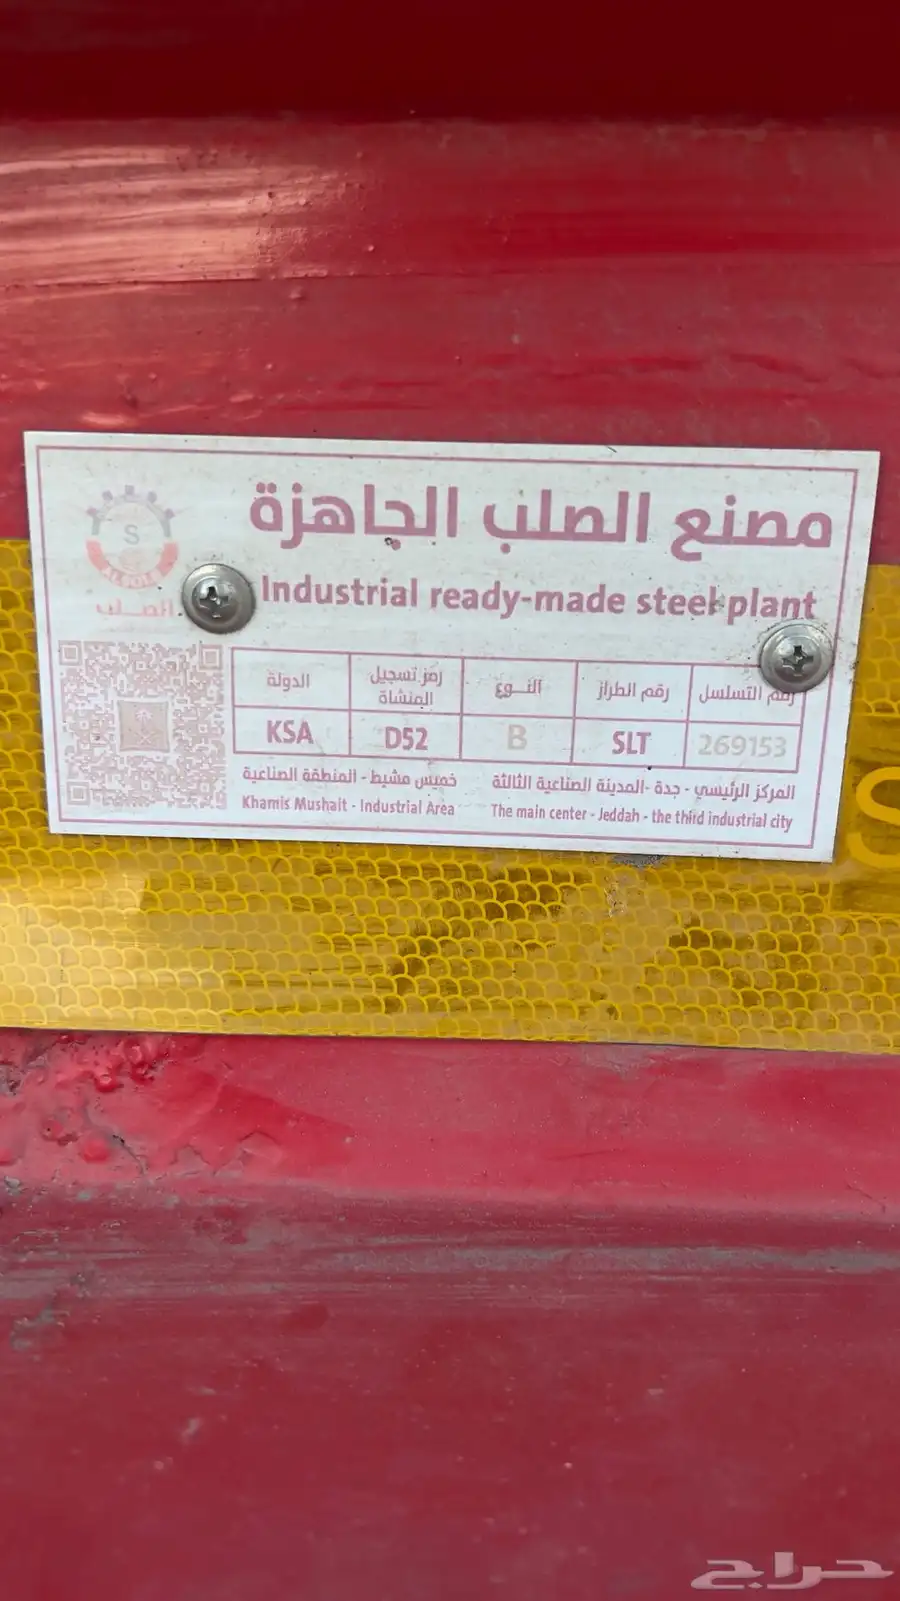 مصنع الصلب الجاهزة
Industrial ready-made steel plant
S
الصلب
رقم التسلسل رقم الطراز النوع رمز تسجيل المنشاة الدولة
269153 SLT B D52 KSA
المركز الرئيسي - جدة -المدينة الصناعية الثالثة
The main center - Jeddah - the third industrial city
خميس مشيط - المنطقة الصناعية
Khamis Mushait - Industrial Area
S
حراج